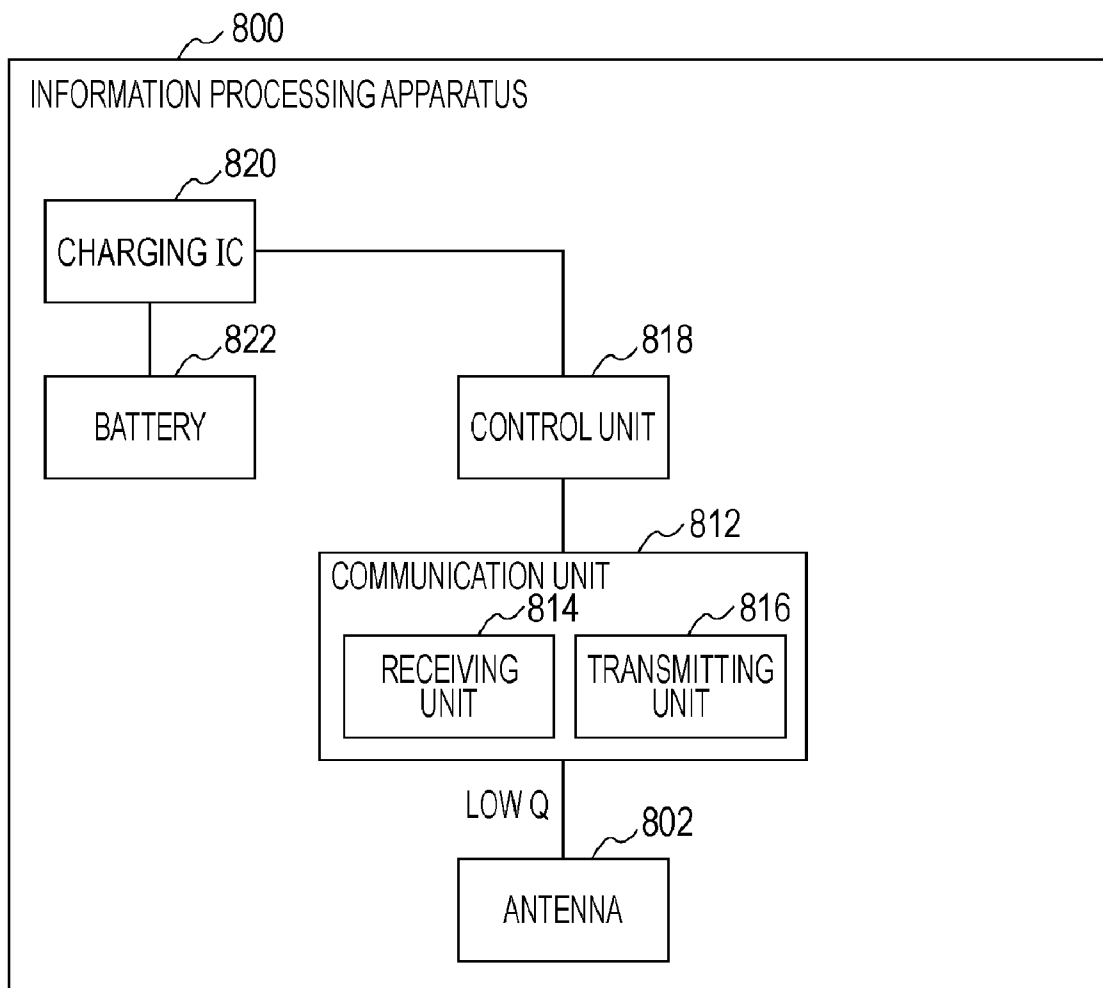 800
INFORMATION PROCESSING APPARATUS
820
CHARGING IC
822
BATTERY
818
CONTROL UNIT
812
COMMUNICATION UNIT
814
816
RECEIVING
UNIT
TRANSMITTING
UNIT
LOW Q
802
ANTENNA